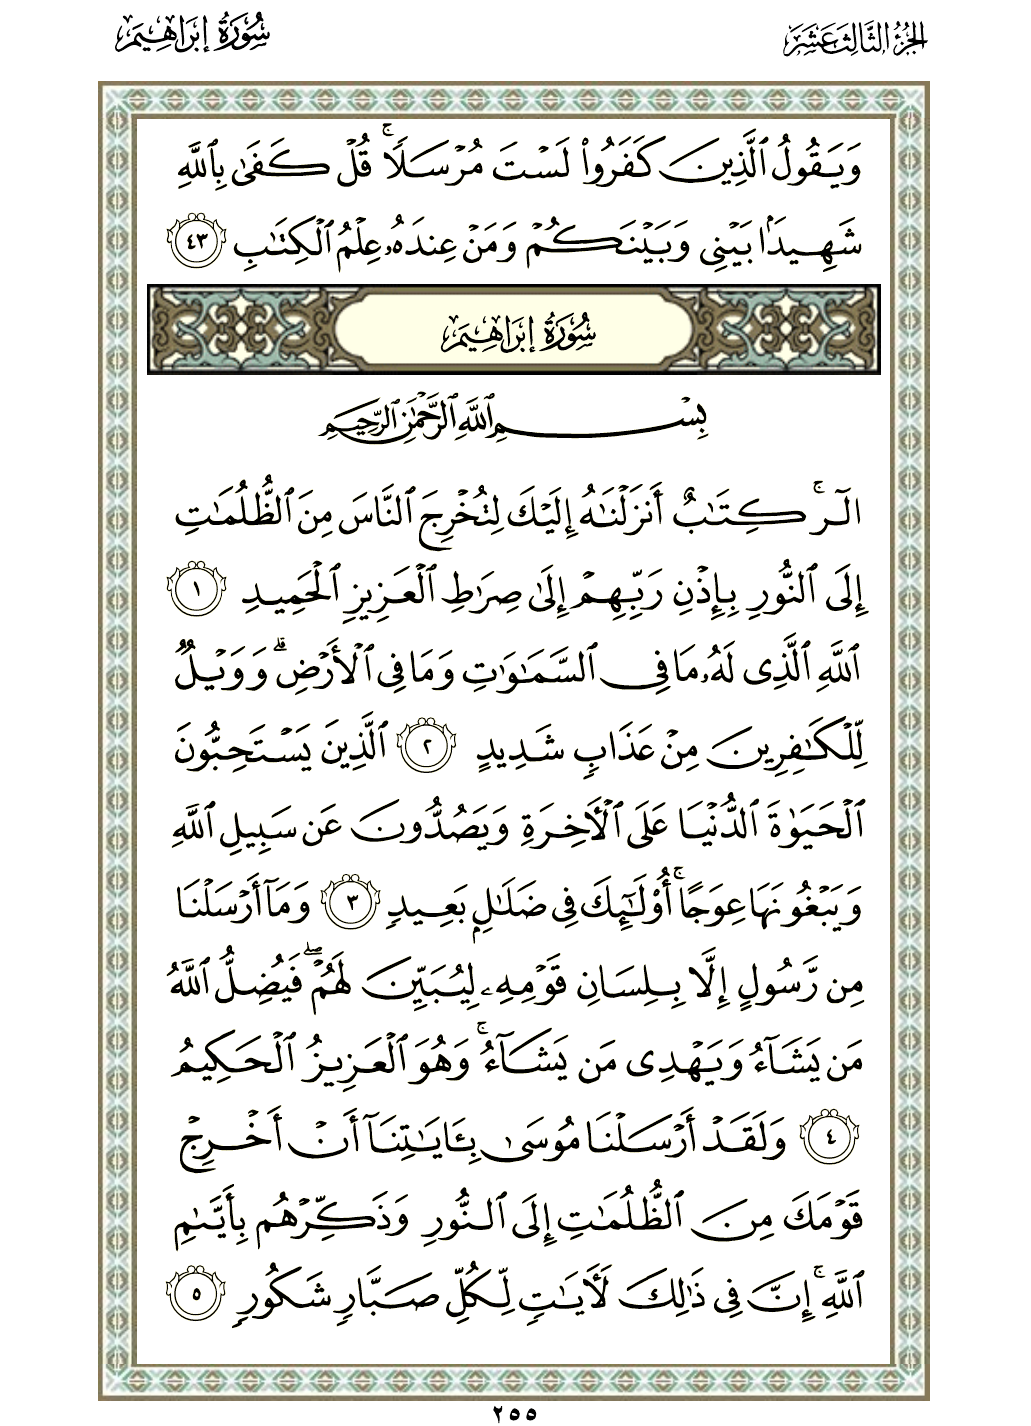 الجزء الثالث عشر
سورة إبراهيم
وَيَقُولُ ٱلَّذِينَ كَفَرُواْ لَسْتَ مُرْسَلًا ۚ قُلْ كَفَىٰ بِٱللَّهِ
شَهِيدًۢا بَيْنِى وَبَيْنَكُمْ وَمَنْ عِندَهُۥ عِلْمُ ٱلْكِتَٰبِ ٤٣
سُورَةُ إبْرَاهِيمَ
بِسْمِ ٱللَّهِ ٱلرَّحْمَٰنِ ٱلرَّحِيمِ
الٓر ۚ كِتَٰبٌ أَنزَلْنَٰهُ إِلَيْكَ لِتُخْرِجَ ٱلنَّاسَ مِنَ ٱلظُّلُمَٰتِ
إِلَى ٱلنُّورِ بِإِذْنِ رَبِّهِمْ إِلَىٰ صِرَٰطِ ٱلْعَزِيزِ ٱلْحَمِيدِ ١
ٱللَّهِ ٱلَّذِى لَهُۥ مَا فِى ٱلسَّمَٰوَٰتِ وَمَا فِى ٱلْأَرْضِ ۗ وَوَيْلٌ
لِّلْكَٰفِرِينَ مِنْ عَذَابٍ شَدِيدٍ ٢ ٱلَّذِينَ يَسْتَحِبُّونَ
ٱلْحَيَوٰةَ ٱلدُّنْيَا عَلَى ٱلْأَخِرَةِ وَيَصُدُّونَ عَن سَبِيلِ ٱللَّهِ
وَيَبْغُونَهَا عِوَجًا ۚ أُوْلَٰٓئِكَ فِى ضَلَٰلٍۭ بَعِيدٍ ٣ وَمَآ أَرْسَلْنَا
مِن رَّسُولٍ إِلَّا بِلِسَانِ قَوْمِهِۦ لِيُبَيِّنَ لَهُمْ ۖ فَيُضِلُّ ٱللَّهُ
مَن يَشَآءُ وَيَهْدِى مَن يَشَآءُ ۚ وَهُوَ ٱلْعَزِيزُ ٱلْحَكِيمُ
٤ وَلَقَدْ أَرْسَلْنَا مُوسَىٰ بِـَٔايَٰتِنَآ أَنْ أَخْرِجْ
قَوْمَكَ مِنَ ٱلظُّلُمَٰتِ إِلَى ٱلنُّورِ وَذَكِّرْهُم بِأَيَّىٰمِ
ٱللَّهِ ۚ إِنَّ فِى ذَٰلِكَ لَأَيَٰتٍ لِّكُلِّ صَبَّارٍ شَكُورٍ ٥
٢٥٥